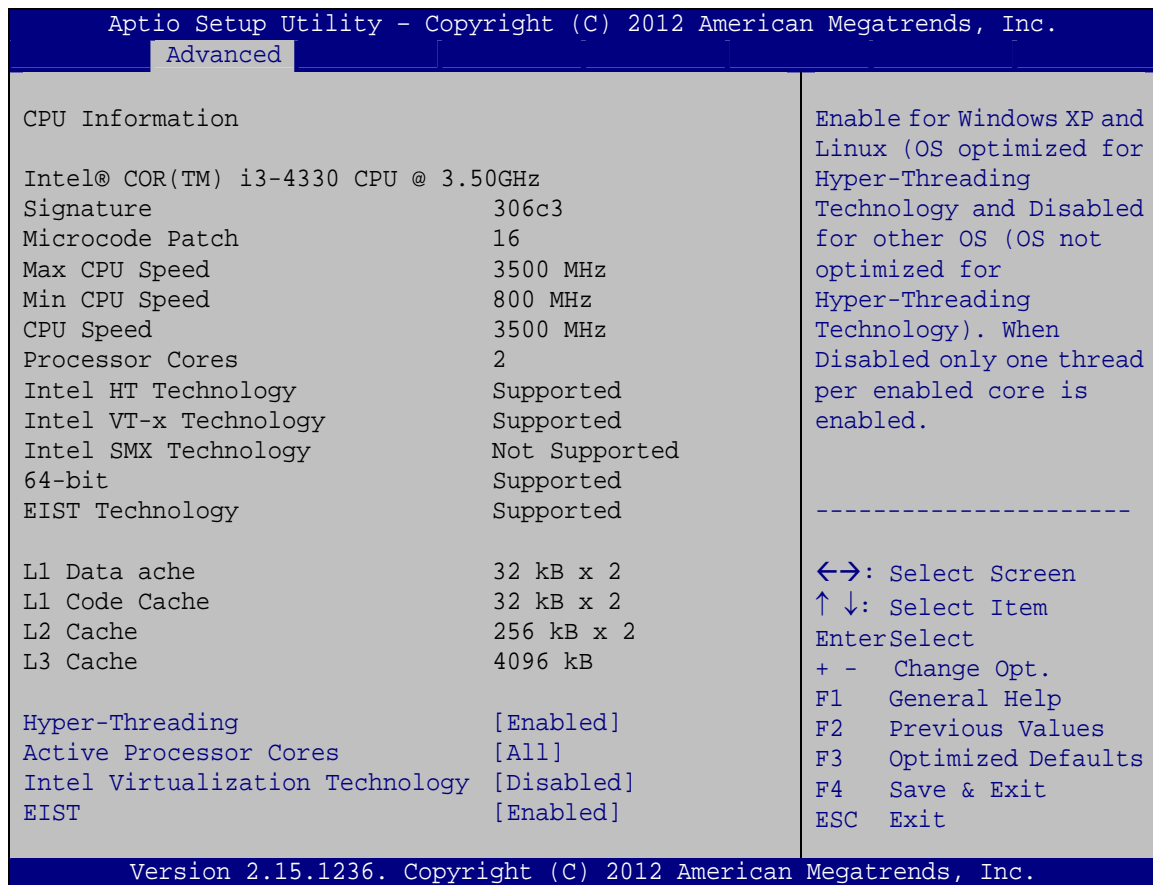 Aptio Setup Utility – Copyright (C) 2012 American Megatrends, Inc.
Advanced
CPU Information
Intel® COR(TM) i3-4330 CPU @ 3.50GHz
Signature 306c3
Microcode Patch 16
Max CPU Speed 3500 MHz
Min CPU Speed 800 MHz
CPU Speed 3500 MHz
Processor Cores 2
Intel HT Technology Supported
Intel VT-x Technology Supported
Intel SMX Technology Not Supported
64-bit Supported
EIST Technology Supported
L1 Data ache 32 kB x 2
L1 Code Cache 32 kB x 2
L2 Cache 256 kB x 2
L3 Cache 4096 kB
Hyper-Threading [Enabled]
Active Processor Cores [All]
Intel Virtualization Technology [Disabled]
EIST [Enabled]
Enable for Windows XP and
Linux (OS optimized for
Hyper-Threading
Technology and Disabled
for other OS (OS not
optimized for
Hyper-Threading
Technology). When
Disabled only one thread
per enabled core is
enabled.
----------------------
←→: Select Screen
↑ ↓: Select Item
EnterSelect
+ - Change Opt.
F1 General Help
F2 Previous Values
F3 Optimized Defaults
F4 Save & Exit
ESC Exit
Version 2.15.1236. Copyright (C) 2012 American Megatrends, Inc.